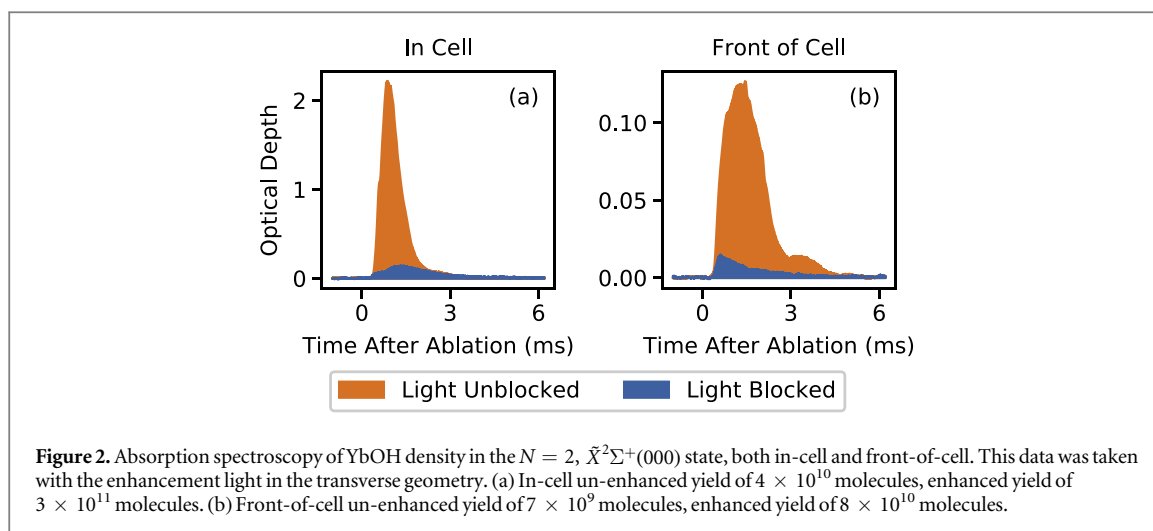 In Cell
Front of Cell
(a)
(b)
Optical Depth
2
1
0
0.10
0.05
0.00
0 3 6
0 3 6
Time After Ablation (ms)
Time After Ablation (ms)
Light Unblocked
Light Blocked
Figure 2. Absorption spectroscopy of YbOH density in the N = 2, X̃²Σ⁺(000) state, both in-cell and front-of-cell. This data was taken
with the enhancement light in the transverse geometry. (a) In-cell un-enhanced yield of 4 × 10¹⁰ molecules, enhanced yield of
3 × 10¹¹ molecules. (b) Front-of-cell un-enhanced yield of 7 × 10⁹ molecules, enhanced yield of 8 × 10¹⁰ molecules.